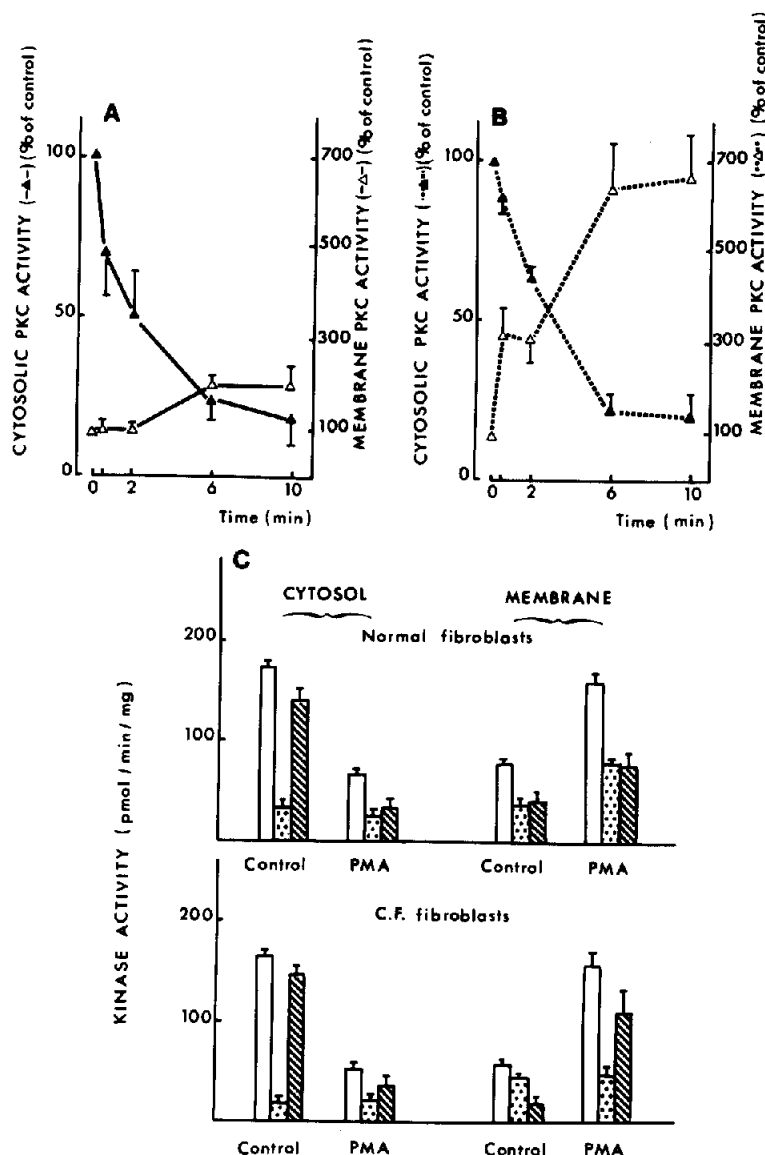 A
CYTOSOLIC PKC ACTIVITY (-▲-) (% of control)
100
50
0
MEMBRANE PKC ACTIVITY (-△-) (% of control)
700
500
300
100
0 2 6 10
Time (min)
B
CYTOSOLIC PKC ACTIVITY (··▲··) (% of control)
100
50
0
MEMBRANE PKC ACTIVITY (··△··) (% of control)
700
500
300
100
0 2 6 10
Time (min)
C
CYTOSOL MEMBRANE
Normal fibroblasts
KINASE ACTIVITY (pmol/min/mg)
200
100
Control PMA Control PMA
C.F. fibroblasts
200
100
Control PMA Control PMA